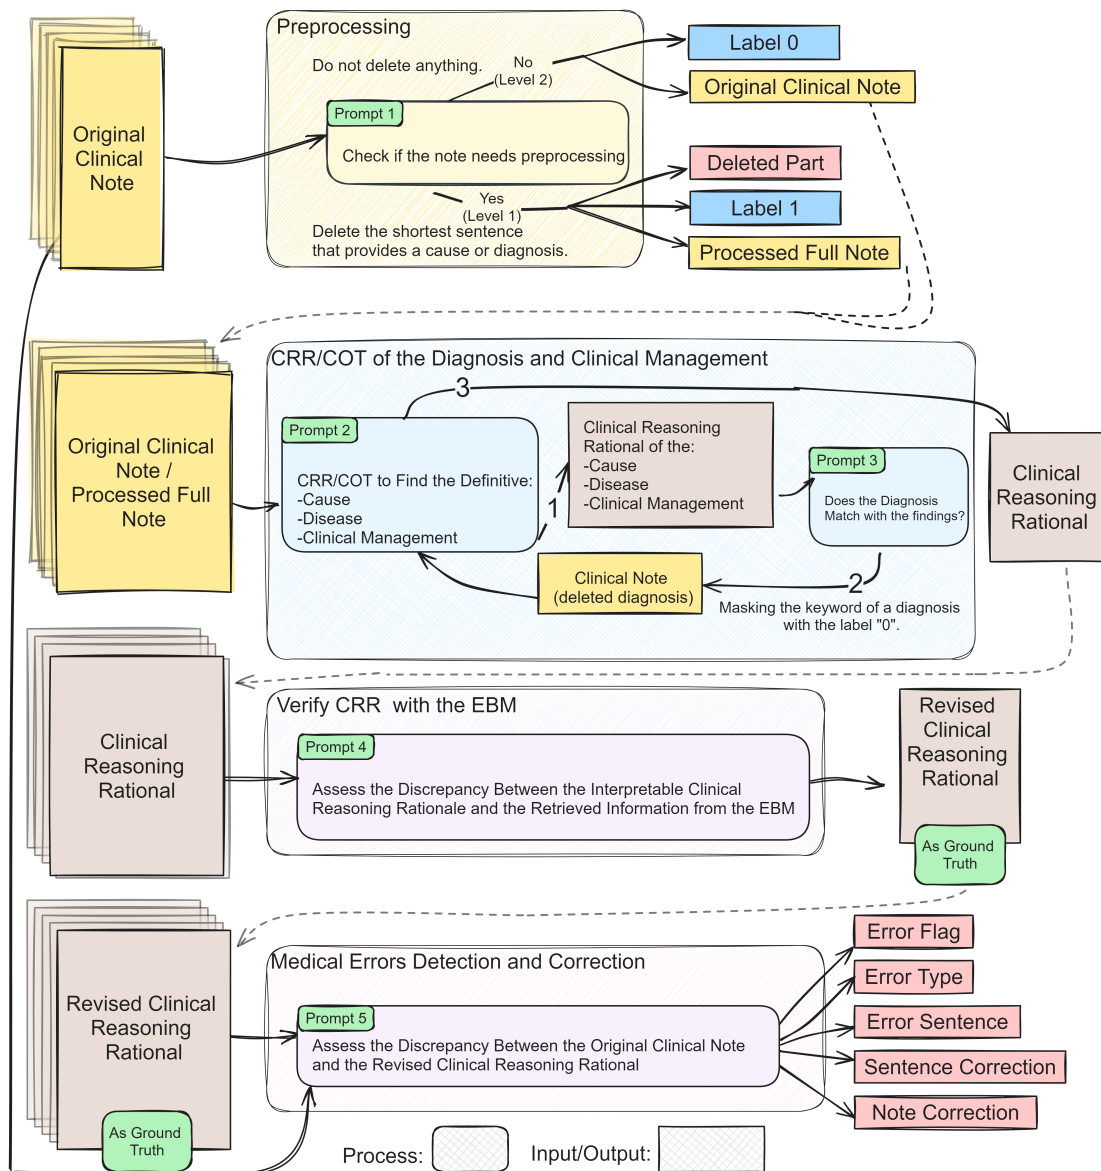 Preprocessing
Original
Clinical
Note
Do not delete anything.
No
(Level 2)
Label 0
Original Clinical Note
Prompt 1
Check if the note needs preprocessing
Deleted Part
Yes
(Level 1)
Label 1
Delete the shortest sentence
that provides a cause or diagnosis.
Processed Full Note
CRR/COT of the Diagnosis and Clinical Management
3
Original Clinical
Note /
Processed Full
Note
Prompt 2
CRR/COT to Find the Definitive:
-Cause
-Disease
-Clinical Management
1
Clinical Reasoning
Rational of the:
-Cause
-Disease
-Clinical Management
Prompt 3
Does the Diagnosis
Match with the findings?
Clinical
Reasoning
Rational
Clinical Note
(deleted diagnosis)
2
Masking the keyword of a diagnosis
with the label "0".
Verify CRR with the EBM
Clinical
Reasoning
Rational
Prompt 4
Assess the Discrepancy Between the Interpretable Clinical
Reasoning Rationale and the Retrieved Information from the EBM
Revised
Clinical
Reasoning
Rational
As Ground
Truth
Medical Errors Detection and Correction
Revised Clinical
Reasoning
Rational
As Ground
Truth
Prompt 5
Assess the Discrepancy Between the Original Clinical Note
and the Revised Clinical Reasoning Rational
Error Flag
Error Type
Error Sentence
Sentence Correction
Note Correction
Process:
Input/Output: